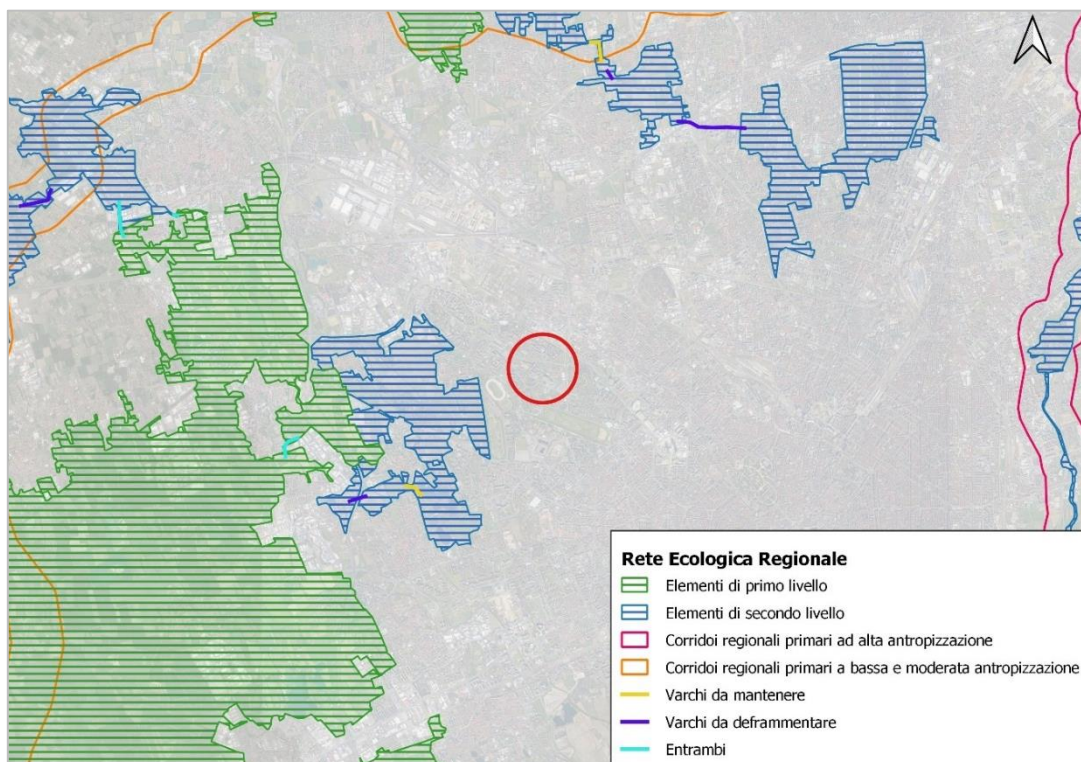 Rete Ecologica Regionale
Elementi di primo livello
Elementi di secondo livello
Corridoi regionali primari ad alta antropizzazione
Corridoi regionali primari a bassa e moderata antropizzazione
Varchi da mantenere
Varchi da deframmentare
Entrambi